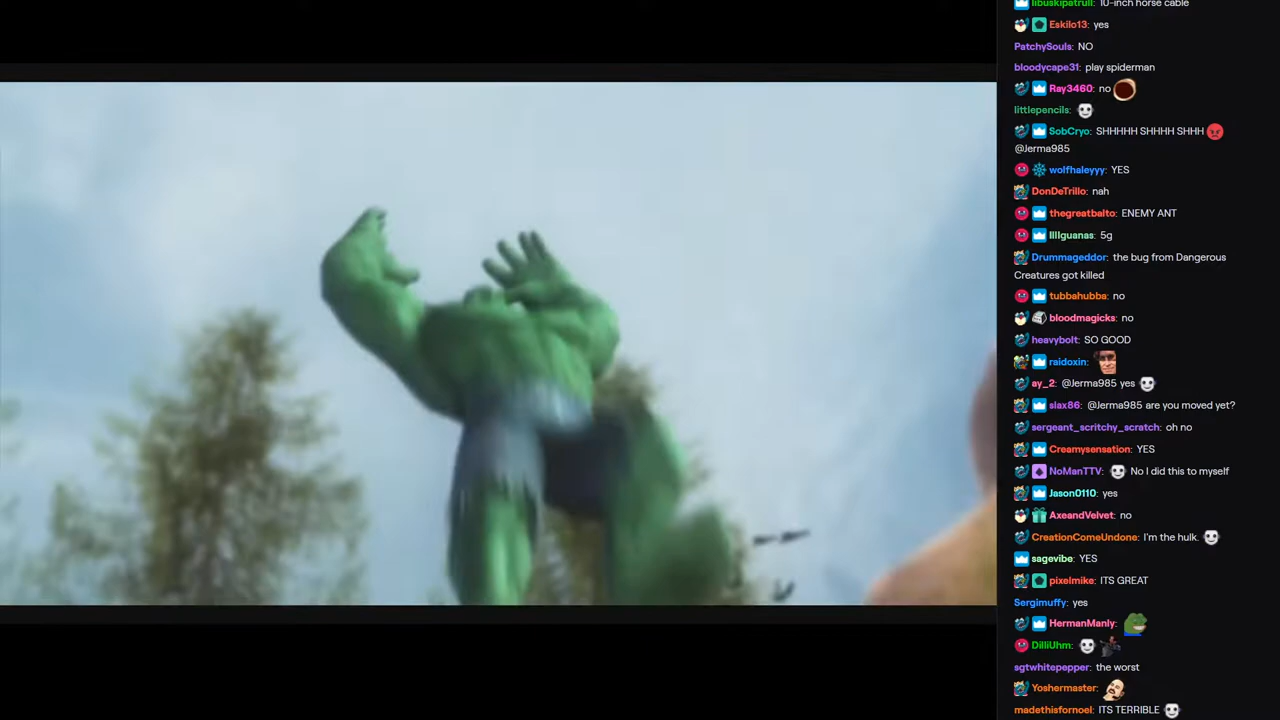 libuskipatrull: 10-inch horse cable
Eskilo13: yes
PatchySouls: NO
bloodycape31: play spiderman
Ray3460: no
littlepencils:
SobCryo: SHHHHH SHHHH SHHH
@Jerma985
wolfhaleyyy: YES
DonDeTrillo: nah
thegreatbalto: ENEMY ANT
IlIIguanas: 5g
Drummageddor: the bug from Dangerous
Creatures got killed
tubbahubba: no
bloodmagicks: no
heavybolt: SO GOOD
raidoxin:
ay_2: @Jerma985 yes
slax86: @Jerma985 are you moved yet?
sergeant_scritchy_scratch: oh no
Creamysensation: YES
NoManTTV: No I did this to myself
Jason0110: yes
AxeandVelvet: no
CreationComeUndone: I'm the hulk.
sagevibe: YES
pixelmike: ITS GREAT
Sergimuffy: yes
HermanManly:
DilliUhm:
sgtwhitepepper: the worst
Yoshermaster:
madethisfornoel: ITS TERRIBLE